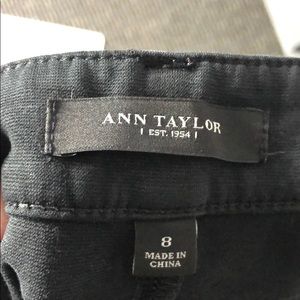 ANN TAYLOR
EST. 1954
8
MADE IN
CHINA